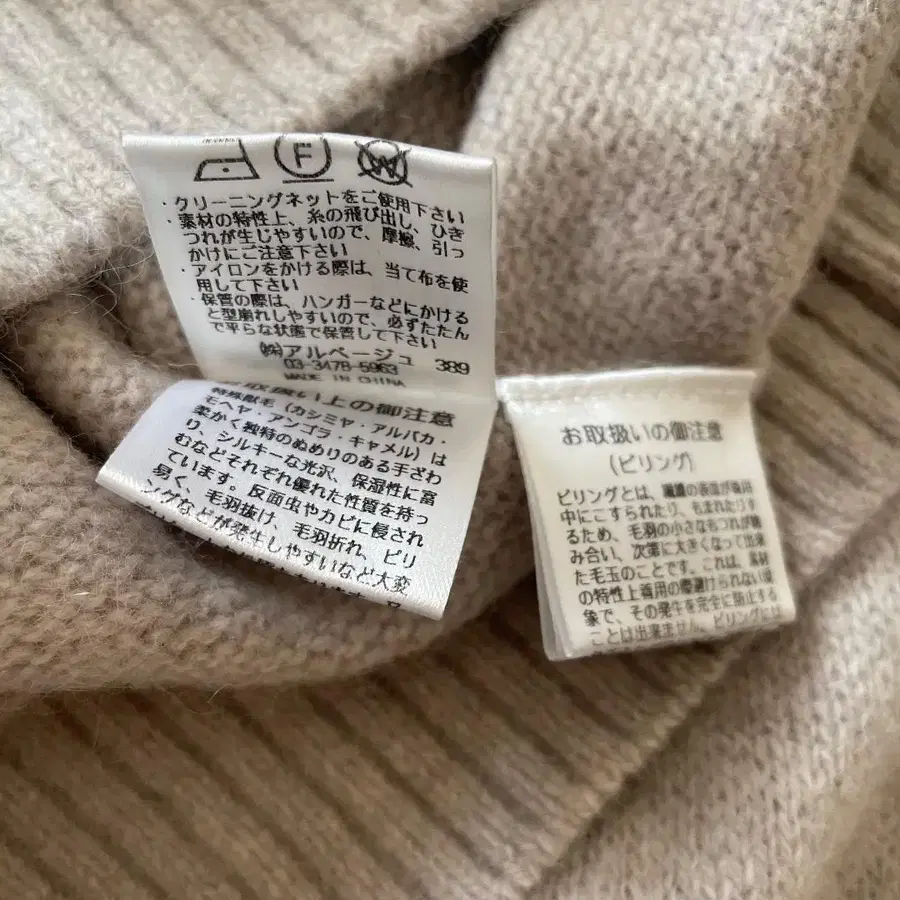 F
W
・クリーニングネットをご使用下さい
・素材の特性上、糸の飛び出し、ひき
つれが生じやすいので、摩擦、引っ
かけにご注意下さい
・アイロンをかける際は、当て布を使
用して下さい
・保管の際は、ハンガーなどにかける
と型崩れしやすいので、必ずたたん
で平らな状態で保管して下さい
㈱アルページュ 389
03-3478-5963
MADE IN CHINA
お取扱い上の御注意
特殊獣毛(カシミヤ・アルパカ・
モヘヤ・アンゴラ・キャメル)は
柔かく独特のぬめりのある手ざわ
り、シルキーな光沢、保湿性に富
むなどそれぞれ優れた性質を持っ
ています。反面虫やカビに侵され
易く、毛羽抜け、毛羽折れ、ピリ
ングなどが発生しやすいなど大変
お取扱いの御注意
(ピリング)
ピリングとは、の表面が着用
中にこすられたり、もまれたりす
るため、毛羽の小さなもつれが絡
み合い、次第に大きくなって出来
た毛玉のことです。これは、素材
の特性上着用の際避けられない現
象で、その発生を完全に防止する
ことは出来ません。ピリングには